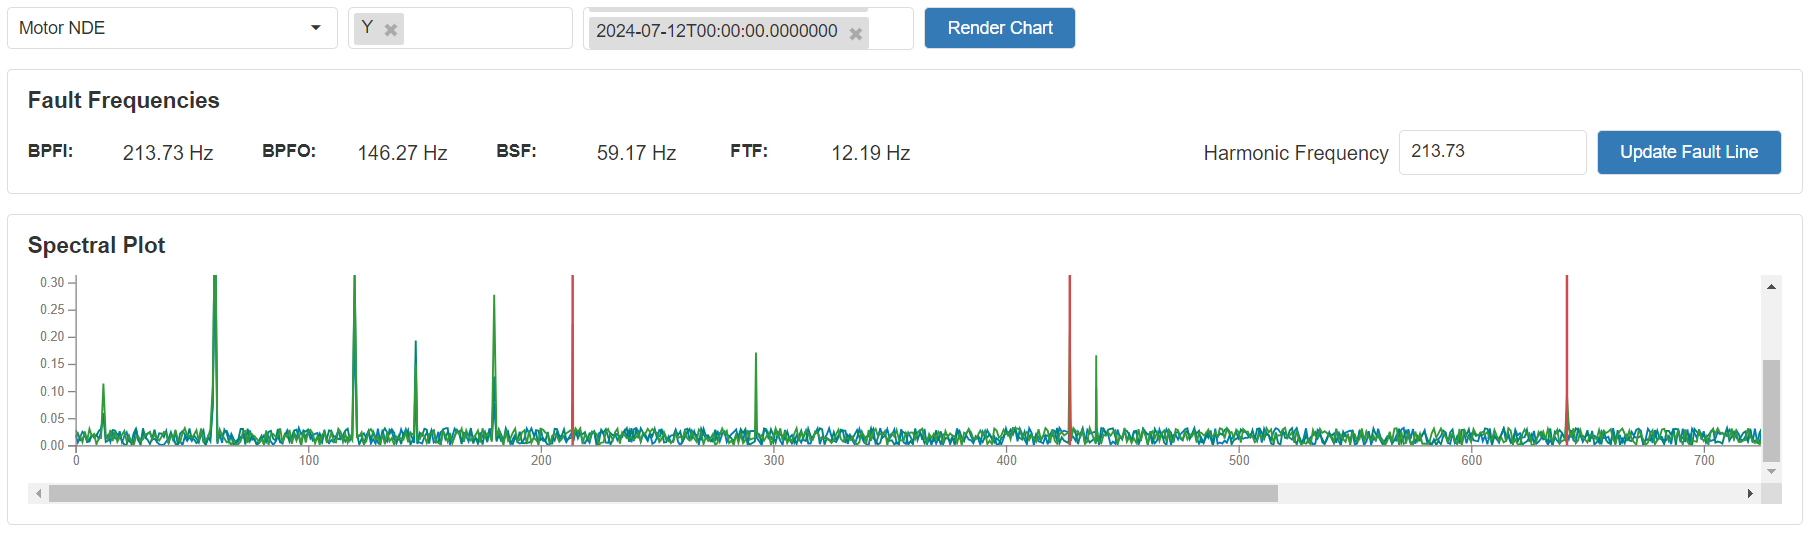 Motor NDE Y 2024-07-12T00:00:00.0000000 Render Chart
Fault Frequencies
BPFI: 213.73 Hz BPFO: 146.27 Hz BSF: 59.17 Hz FTF: 12.19 Hz Harmonic Frequency 213.73 Update Fault Line
Spectral Plot
0.30
0.25
0.20
0.15
0.10
0.05
0.00
0 100 200 300 400 500 600 700